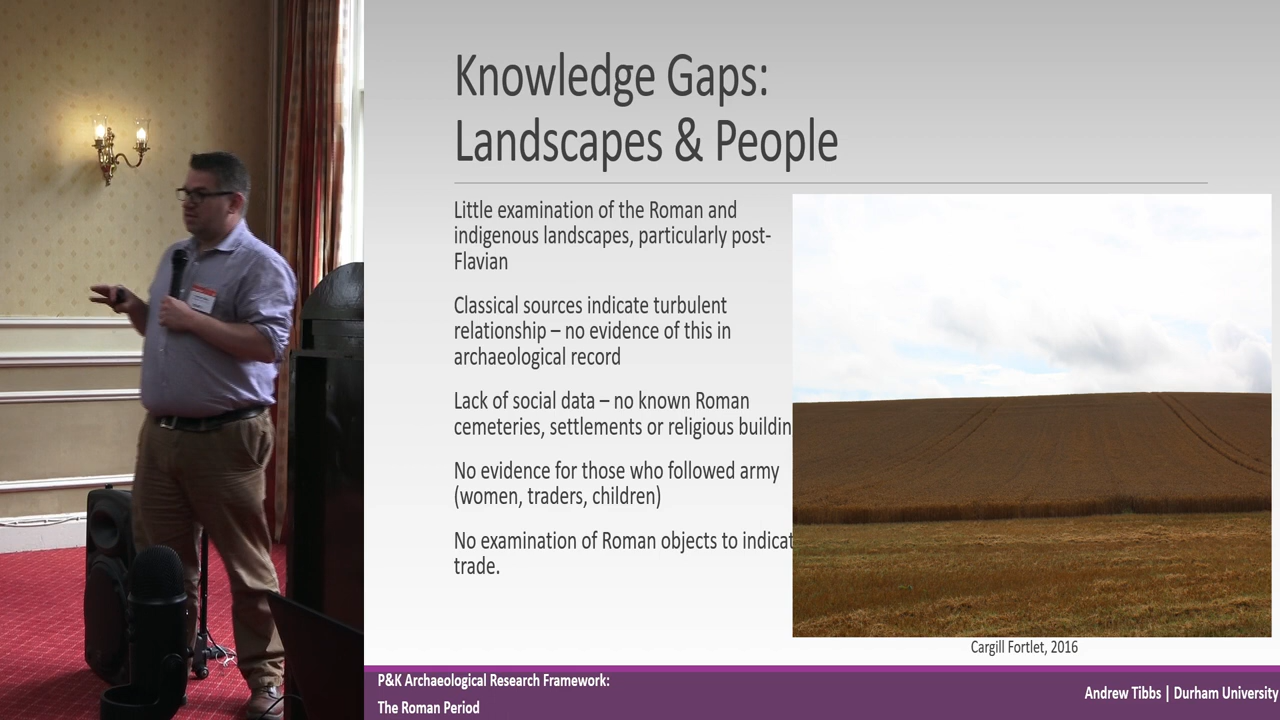 Knowledge Gaps:
Landscapes & People
Little examination of the Roman and
indigenous landscapes, particularly post-
Flavian
Classical sources indicate turbulent
relationship – no evidence of this in
archaeological record
Lack of social data – no known Roman
cemeteries, settlements or religious buildin
No evidence for those who followed army
(women, traders, children)
No examination of Roman objects to indicat
trade.
Cargill Fortlet, 2016
P&K Archaeological Research Framework:
The Roman Period
Andrew Tibbs | Durham University